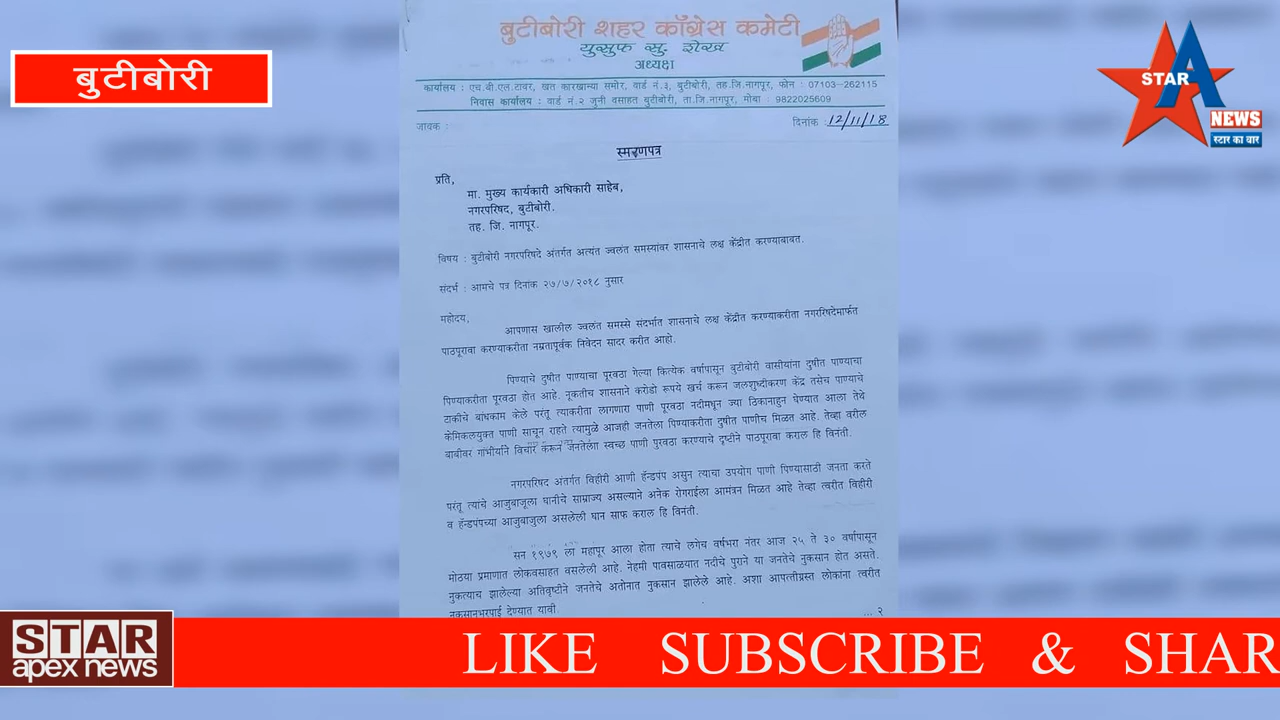 बुटीबोरी
STAR
A
NEWS
स्टार का वार
बुटीबोरी शहर काँग्रेस कमेटी
युसुफ सु. शेख
अध्यक्ष
कार्यालय : एच.बी.एल.टावर, खत कारखान्या समोर, वार्ड नं.३, बुटीबोरी, तह.जि.नागपूर, फोन : 07103-262115
निवास कार्यालय : वार्ड नं.२ जुनी वसाहत बुटीबोरी, ता.जि.नागपूर, मोबा : 9822025609
जावक :
दिनांक : 12/11/18
स्मरणपत्र
प्रति,
मा. मुख्य कार्यकारी अधिकारी साहेब,
नगरपरिषद, बुटीबोरी.
तह. जि. नागपूर.
विषय : बुटीबोरी नगरपरिषदे अंतर्गत अत्यंत ज्वलंत समस्यांवर शासनाचे लक्ष केंद्रीत करण्याबाबत.
संदर्भ : आमचे पत्र दिनांक २७/७/२०१८ नुसार
महोदय,
आपणास खालील ज्वलंत समस्से संदर्भात शासनाचे लक्ष केंद्रीत करण्याकरीता नगररिषदेमार्फत
पाठपूरावा करण्याकरीता नम्रतापूर्वक निवेदन सादर करीत आहो.
पिण्याचे दुषीत पाण्याचा पूरवठा गेल्या कित्येक वर्षापासून बुटीबोरी वासीयांना दुषीत पाण्याचा
पिण्याकरीता पूरवठा होत आहे. नूकतीच शासनाने करोडो रूपये खर्च करून जलशुध्दीकरण केंद्र तसेच पाण्याचे
टाकीचे बांधकाम केले परंतू त्याकरीता लागणारा पाणी पूरवठा नदीमधून ज्या ठिकानाहुन घेण्यात आला तेथे
केमिकलयुक्त पाणी साचून राहते त्यामुळे आजही जनतेला पिण्याकरीता दुषीत पाणीच मिळत आहे. तेव्हा वरील
बाबीवर गांभीर्याने विचार करून जनतेला स्वच्छ पाणी पुरवठा करण्याचे दृष्टीने पाठपूरावा कराल हि विनंती.
नगरपरिषद अंतर्गत विहीरी आणी हॅन्डपंप असुन त्याचा उपयोग पाणी पिण्यासाठी जनता करते
परंतू त्यांचे आजुबाजूला घानीचे साम्राज्य असल्याने अनेक रोगराईला आमंत्रन मिळत आहे तेव्हा त्वरीत विहीरी
व हॅन्डपंपच्या आजुबाजुला असलेली घान साफ कराल हि विनंती.
सन १९७९ ला महापूर आला होता त्याचे लगेच वर्षभरा नंतर आज २५ ते ३० वर्षापासून
मोठया प्रमाणात लोकवसाहत वसलेली आहे. नेहमी पावसाळयात नदीचे पुराने या जनतेचे नुकसान होत असते.
नुकत्याच झालेल्या अतिवृष्टीने जनतेचे अतोनात नुकसान झालेले आहे. अशा आपत्तीग्रस्त लोकांना त्वरीत
नुकसानभरपाई देण्यात यावी.
... २
STAR
apex news
LIKE SUBSCRIBE & SHAR